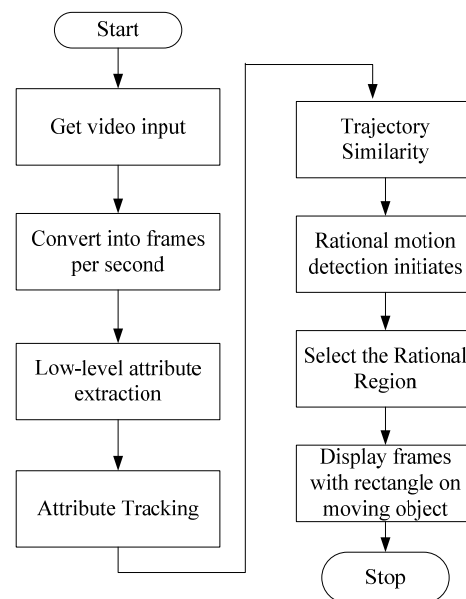 Start
Get video input
Convert into frames
per second
Low-level attribute
extraction
Attribute Tracking
Trajectory
Similarity
Rational motion
detection initiates
Select the Rational
Region
Display frames
with rectangle on
moving object
Stop